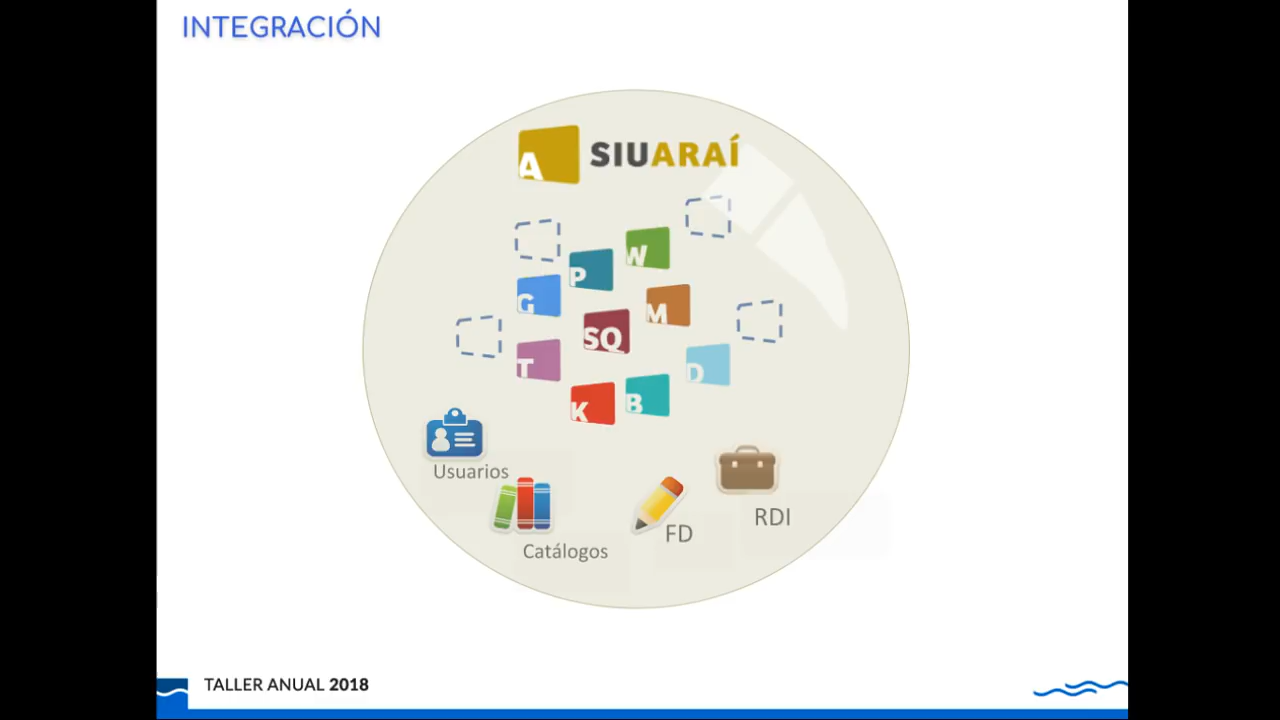 INTEGRACIÓN
A SIUARAÍ
W
P
G
M
SQ
T
D
K
B
Usuarios
Catálogos
FD
RDI
TALLER ANUAL 2018